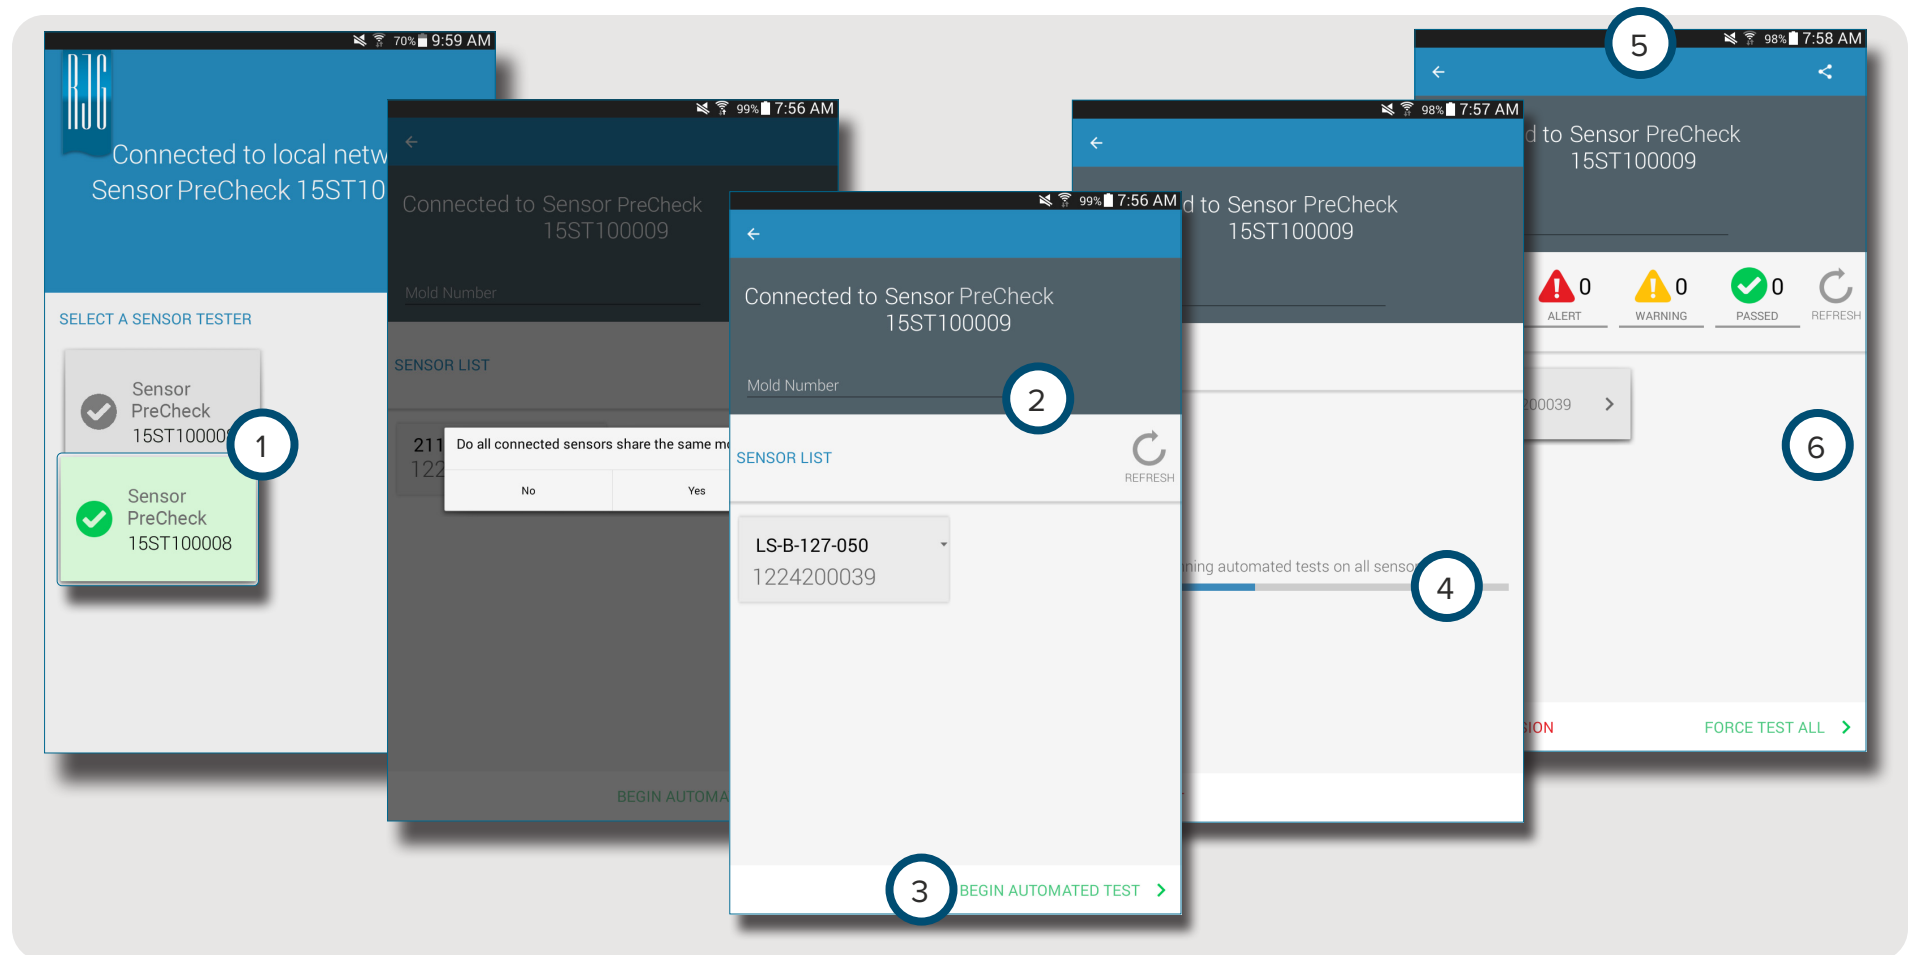 RJG
70% 9:59 AM
Connected to local netw
Sensor PreCheck 15ST10
SELECT A SENSOR TESTER
Sensor
PreCheck
15ST10000
1
Sensor
PreCheck
15ST100008
99% 7:56 AM
Connected to Sensor PreCheck
15ST100009
Mold Number
SENSOR LIST
211
122
Do all connected sensors share the same m
No
Yes
BEGIN AUTOMA
99% 7:56 AM
Connected to Sensor PreCheck
15ST100009
Mold Number
2
SENSOR LIST
REFRESH
LS-B-127-050
1224200039
3
BEGIN AUTOMATED TEST
98% 7:57 AM
d to Sensor PreCheck
15ST100009
ning automated tests on all senso
4
5
98% 7:58 AM
d to Sensor PreCheck
15ST100009
0
ALERT
0
WARNING
0
PASSED
REFRESH
200039
6
SION
FORCE TEST ALL